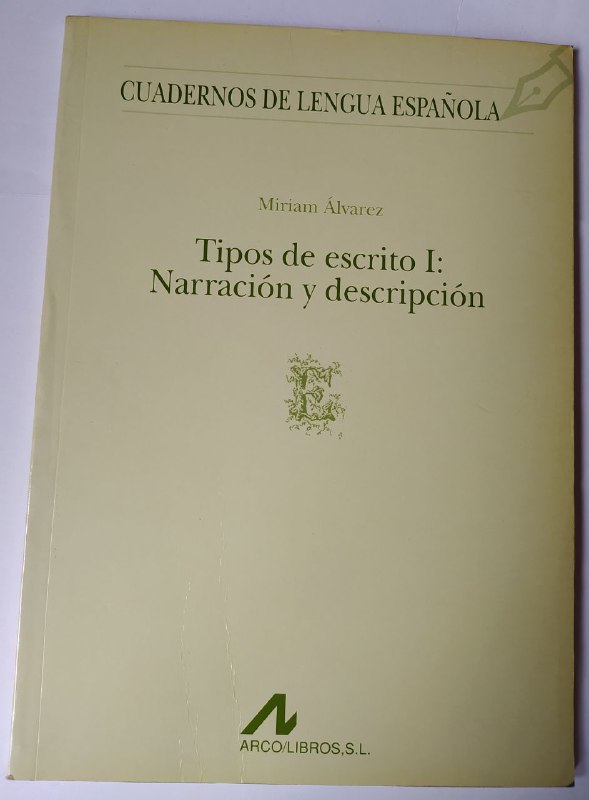 CUADERNOS DE LENGUA ESPAÑOLA
Miriam Álvarez
Tipos de escrito I:
Narración y descripción
E
ARCO/LIBROS,S.L.